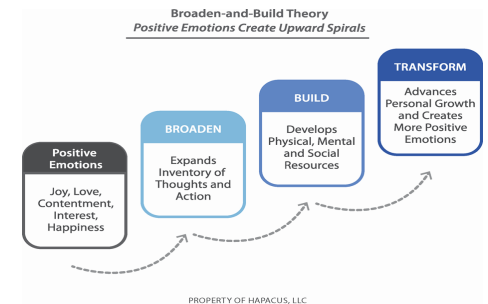 Broaden-and-Build Theory
Positive Emotions Create Upward Spirals
Positive
Emotions
Joy, Love,
Contentment,
Interest,
Happiness
BROADEN
Expands
Inventory of
Thoughts and
Action
BUILD
Develops
Physical, Mental
and Social
Resources
TRANSFORM
Advances
Personal Growth
and Creates
More Positive
Emotions
PROPERTY OF HAPACUS, LLC